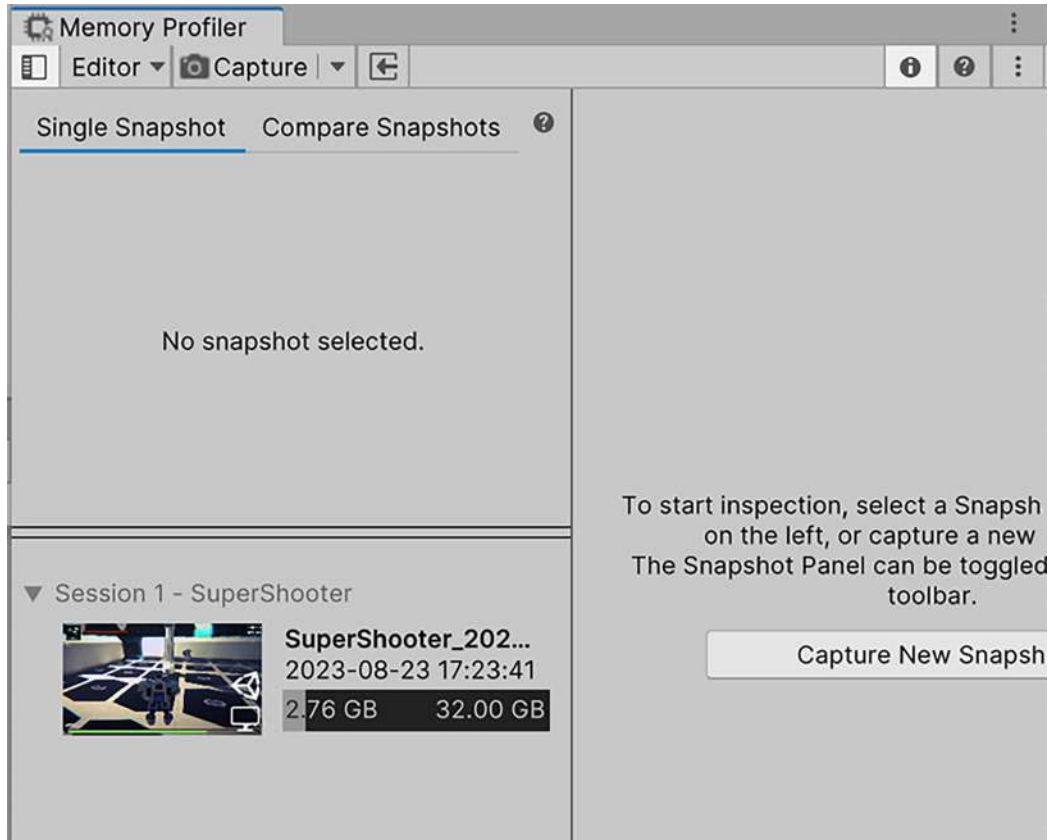 Memory Profiler
Editor Capture
Single Snapshot Compare Snapshots
No snapshot selected.
Session 1 - SuperShooter
SuperShooter_202...
2023-08-23 17:23:41
2.76 GB 32.00 GB
To start inspection, select a Snapsh
on the left, or capture a new
The Snapshot Panel can be toggled
toolbar.
Capture New Snapsh